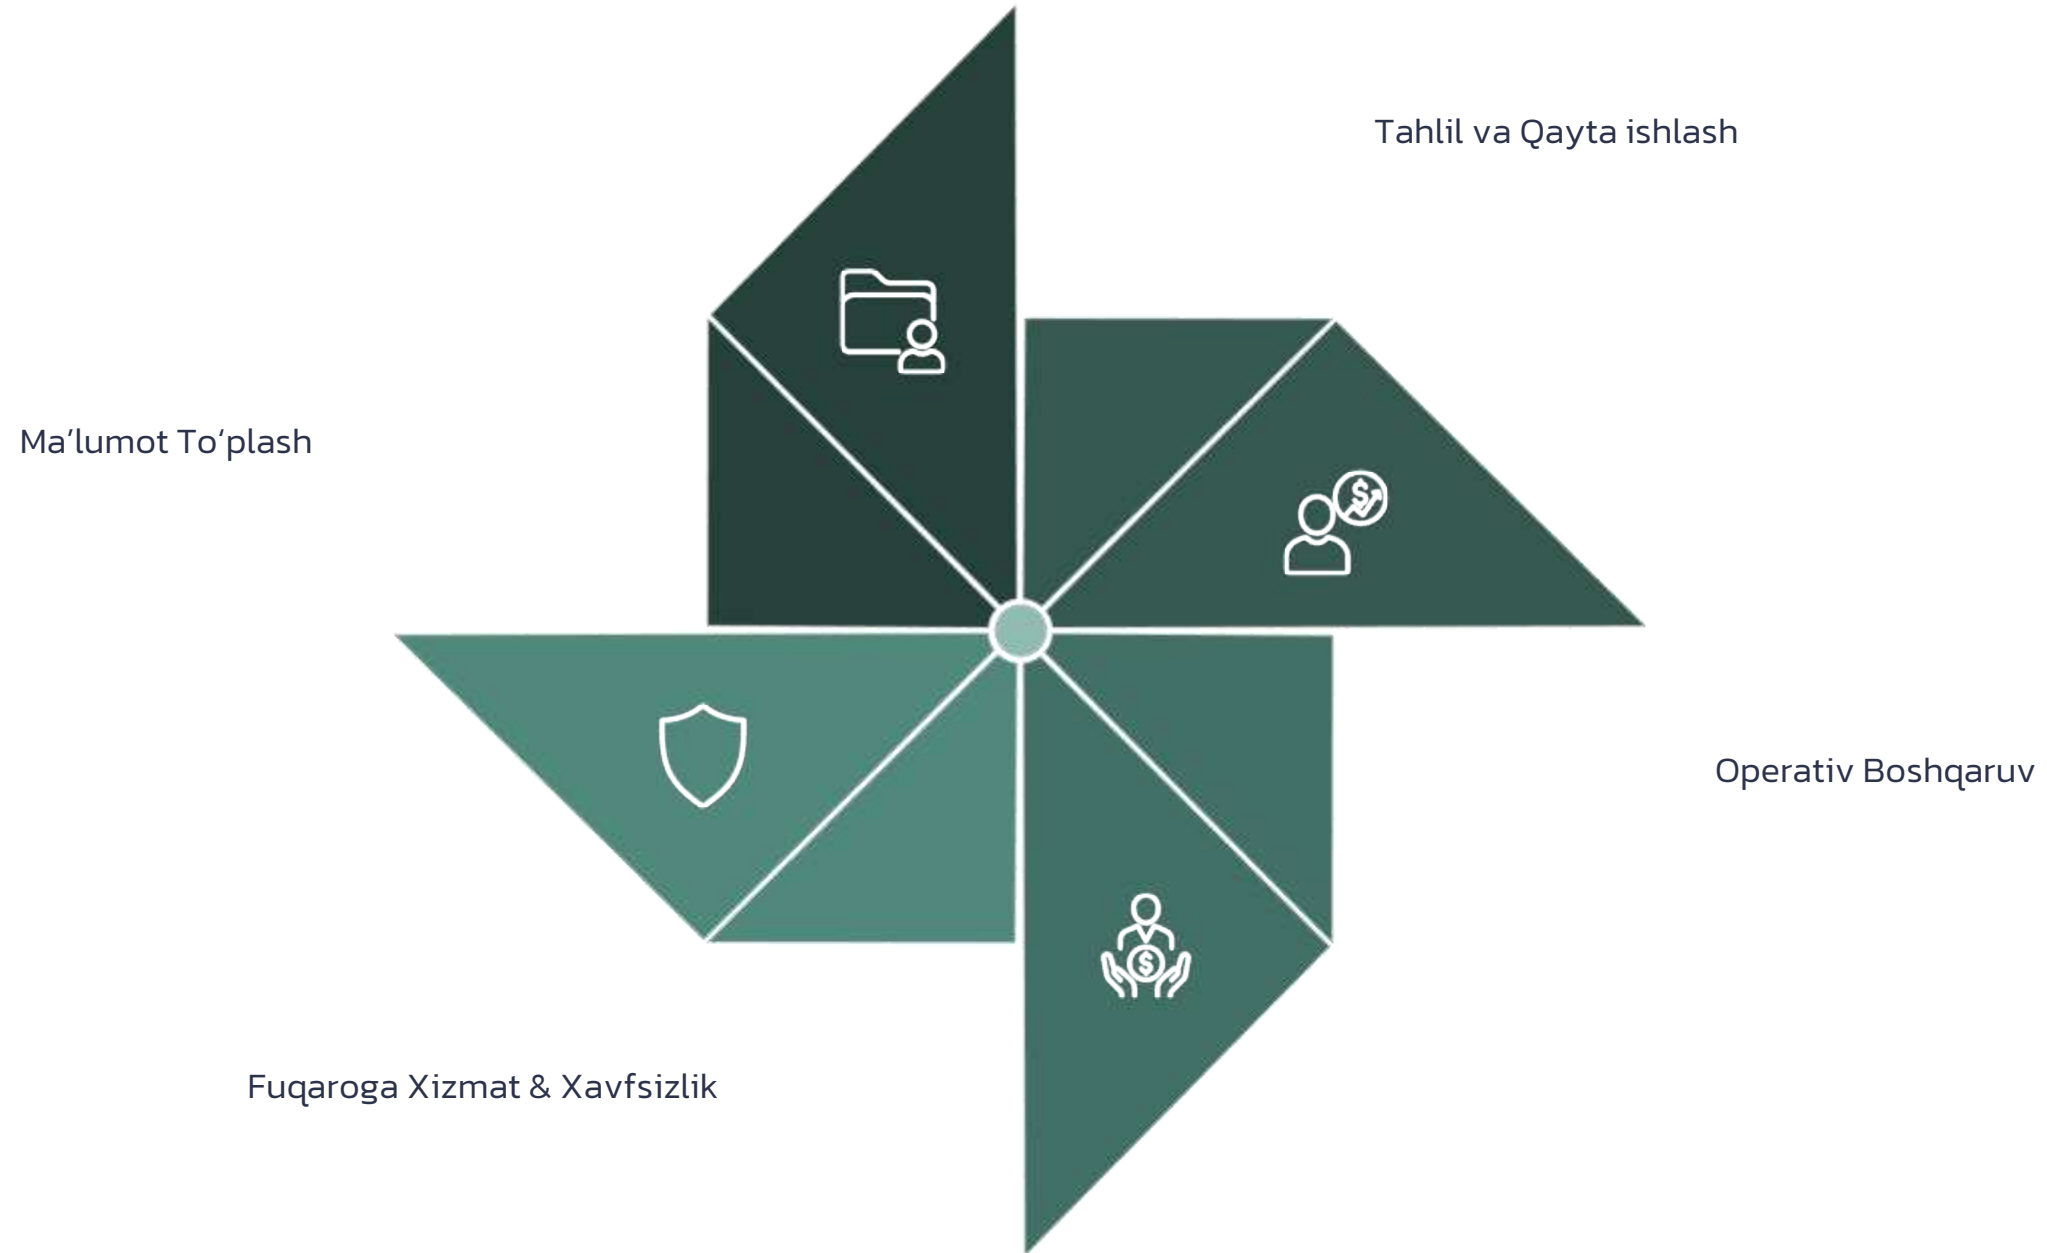 Tahlil va Qayta ishlash
Ma’lumot To‘plash
Operativ Boshqaruv
Fuqaroga Xizmat & Xavfsizlik